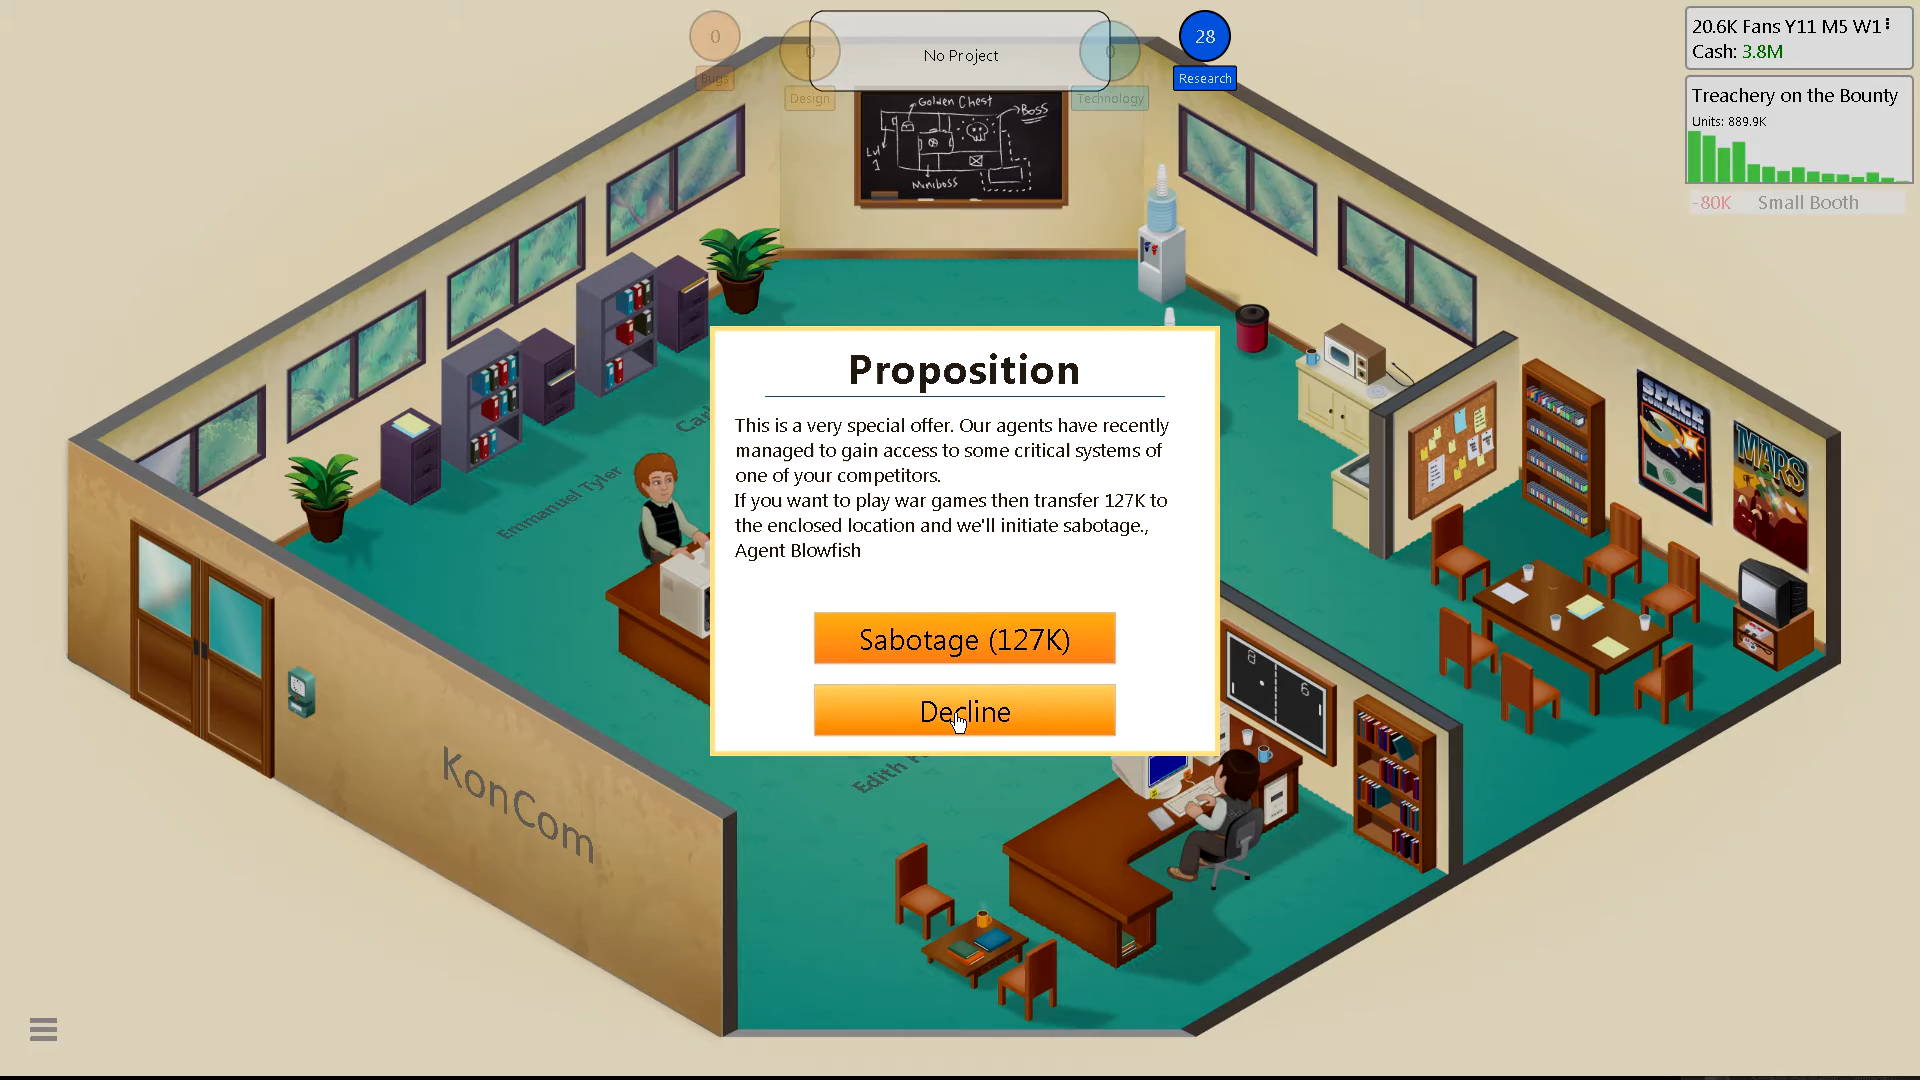 0
Bugs
0
Design
No Project
0
Technology
28
Research
20.6K Fans Y11 M5 W1
Cash: 3.8M
Treachery on the Bounty
Units: 889.9K
-80K Small Booth
Golden Chest
Boss
Lvl
1
Miniboss
SPACE
COMMANDER
MARS
Emmanuel Tyler
Proposition
This is a very special offer. Our agents have recently
managed to gain access to some critical systems of
one of your competitors.
If you want to play war games then transfer 127K to
the enclosed location and we'll initiate sabotage.,
Agent Blowfish
Sabotage (127K)
Decline
6
Edith
KonCom